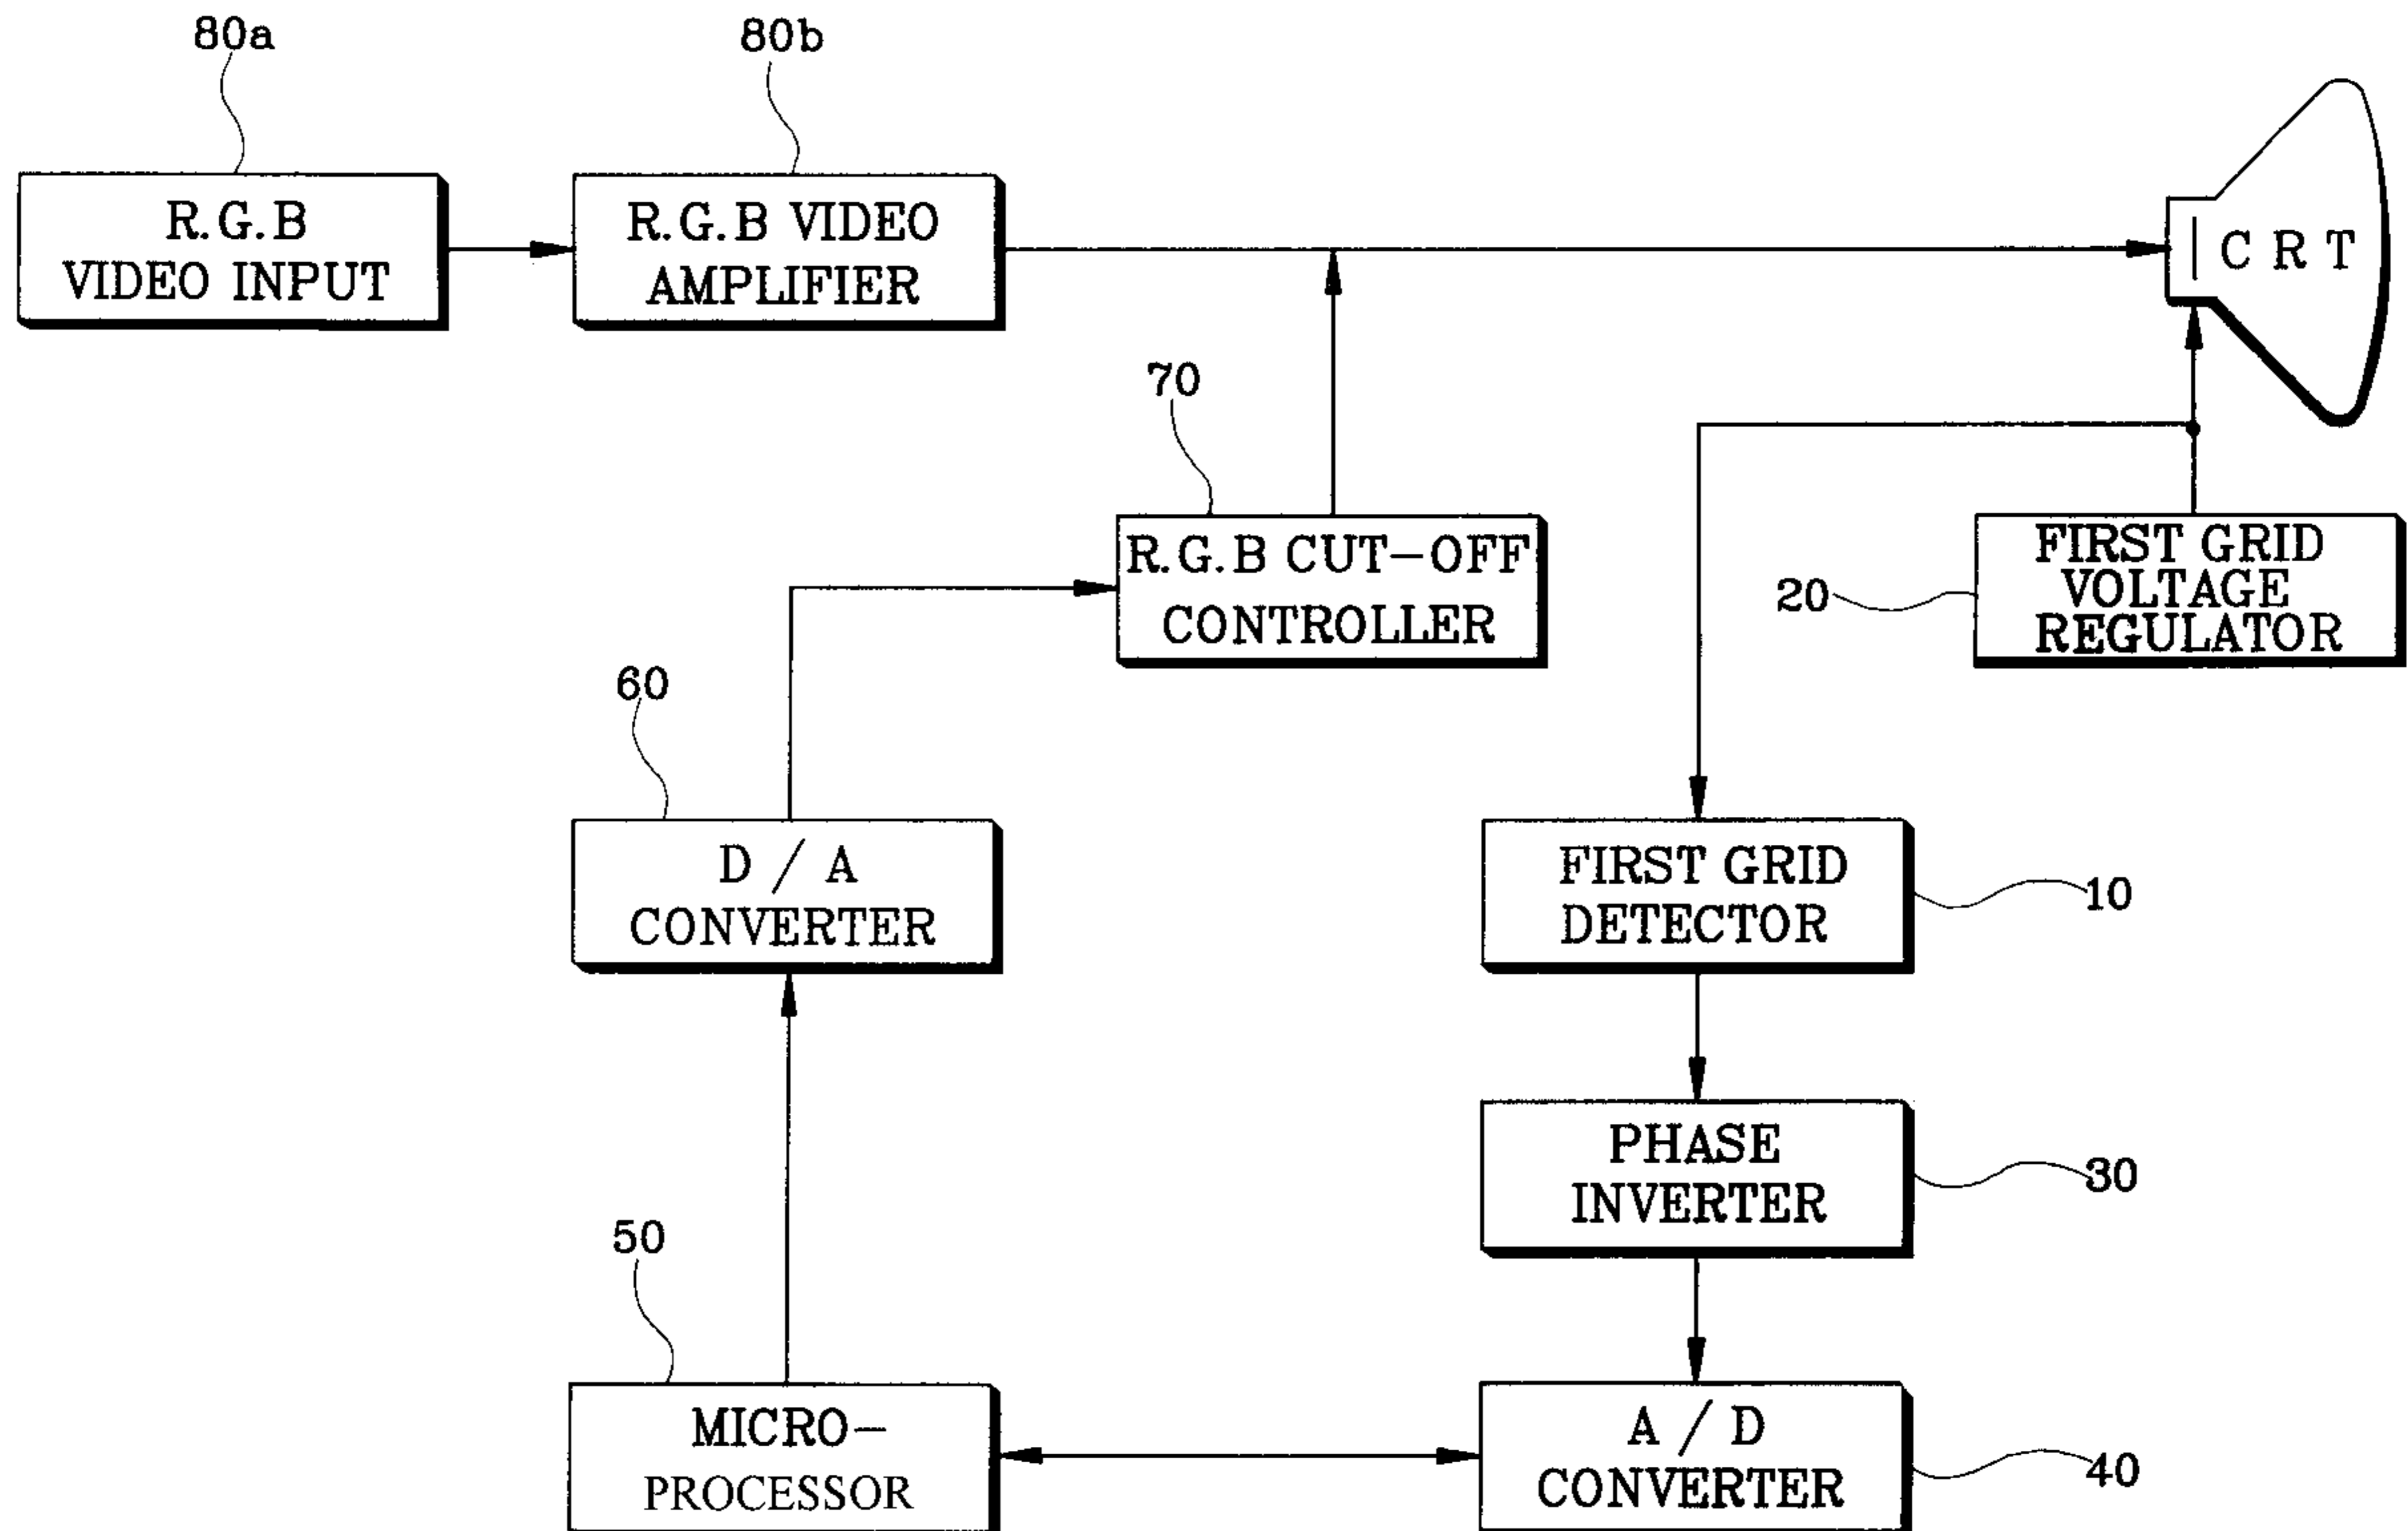 80a
80b
R.G.B
VIDEO INPUT
R.G.B VIDEO
AMPLIFIER
C R T
70
R.G.B CUT-OFF
CONTROLLER
FIRST GRID
VOLTAGE
REGULATOR
20
60
D / A
CONVERTER
FIRST GRID
DETECTOR
10
PHASE
INVERTER
30
50
MICRO-
PROCESSOR
A / D
CONVERTER
40